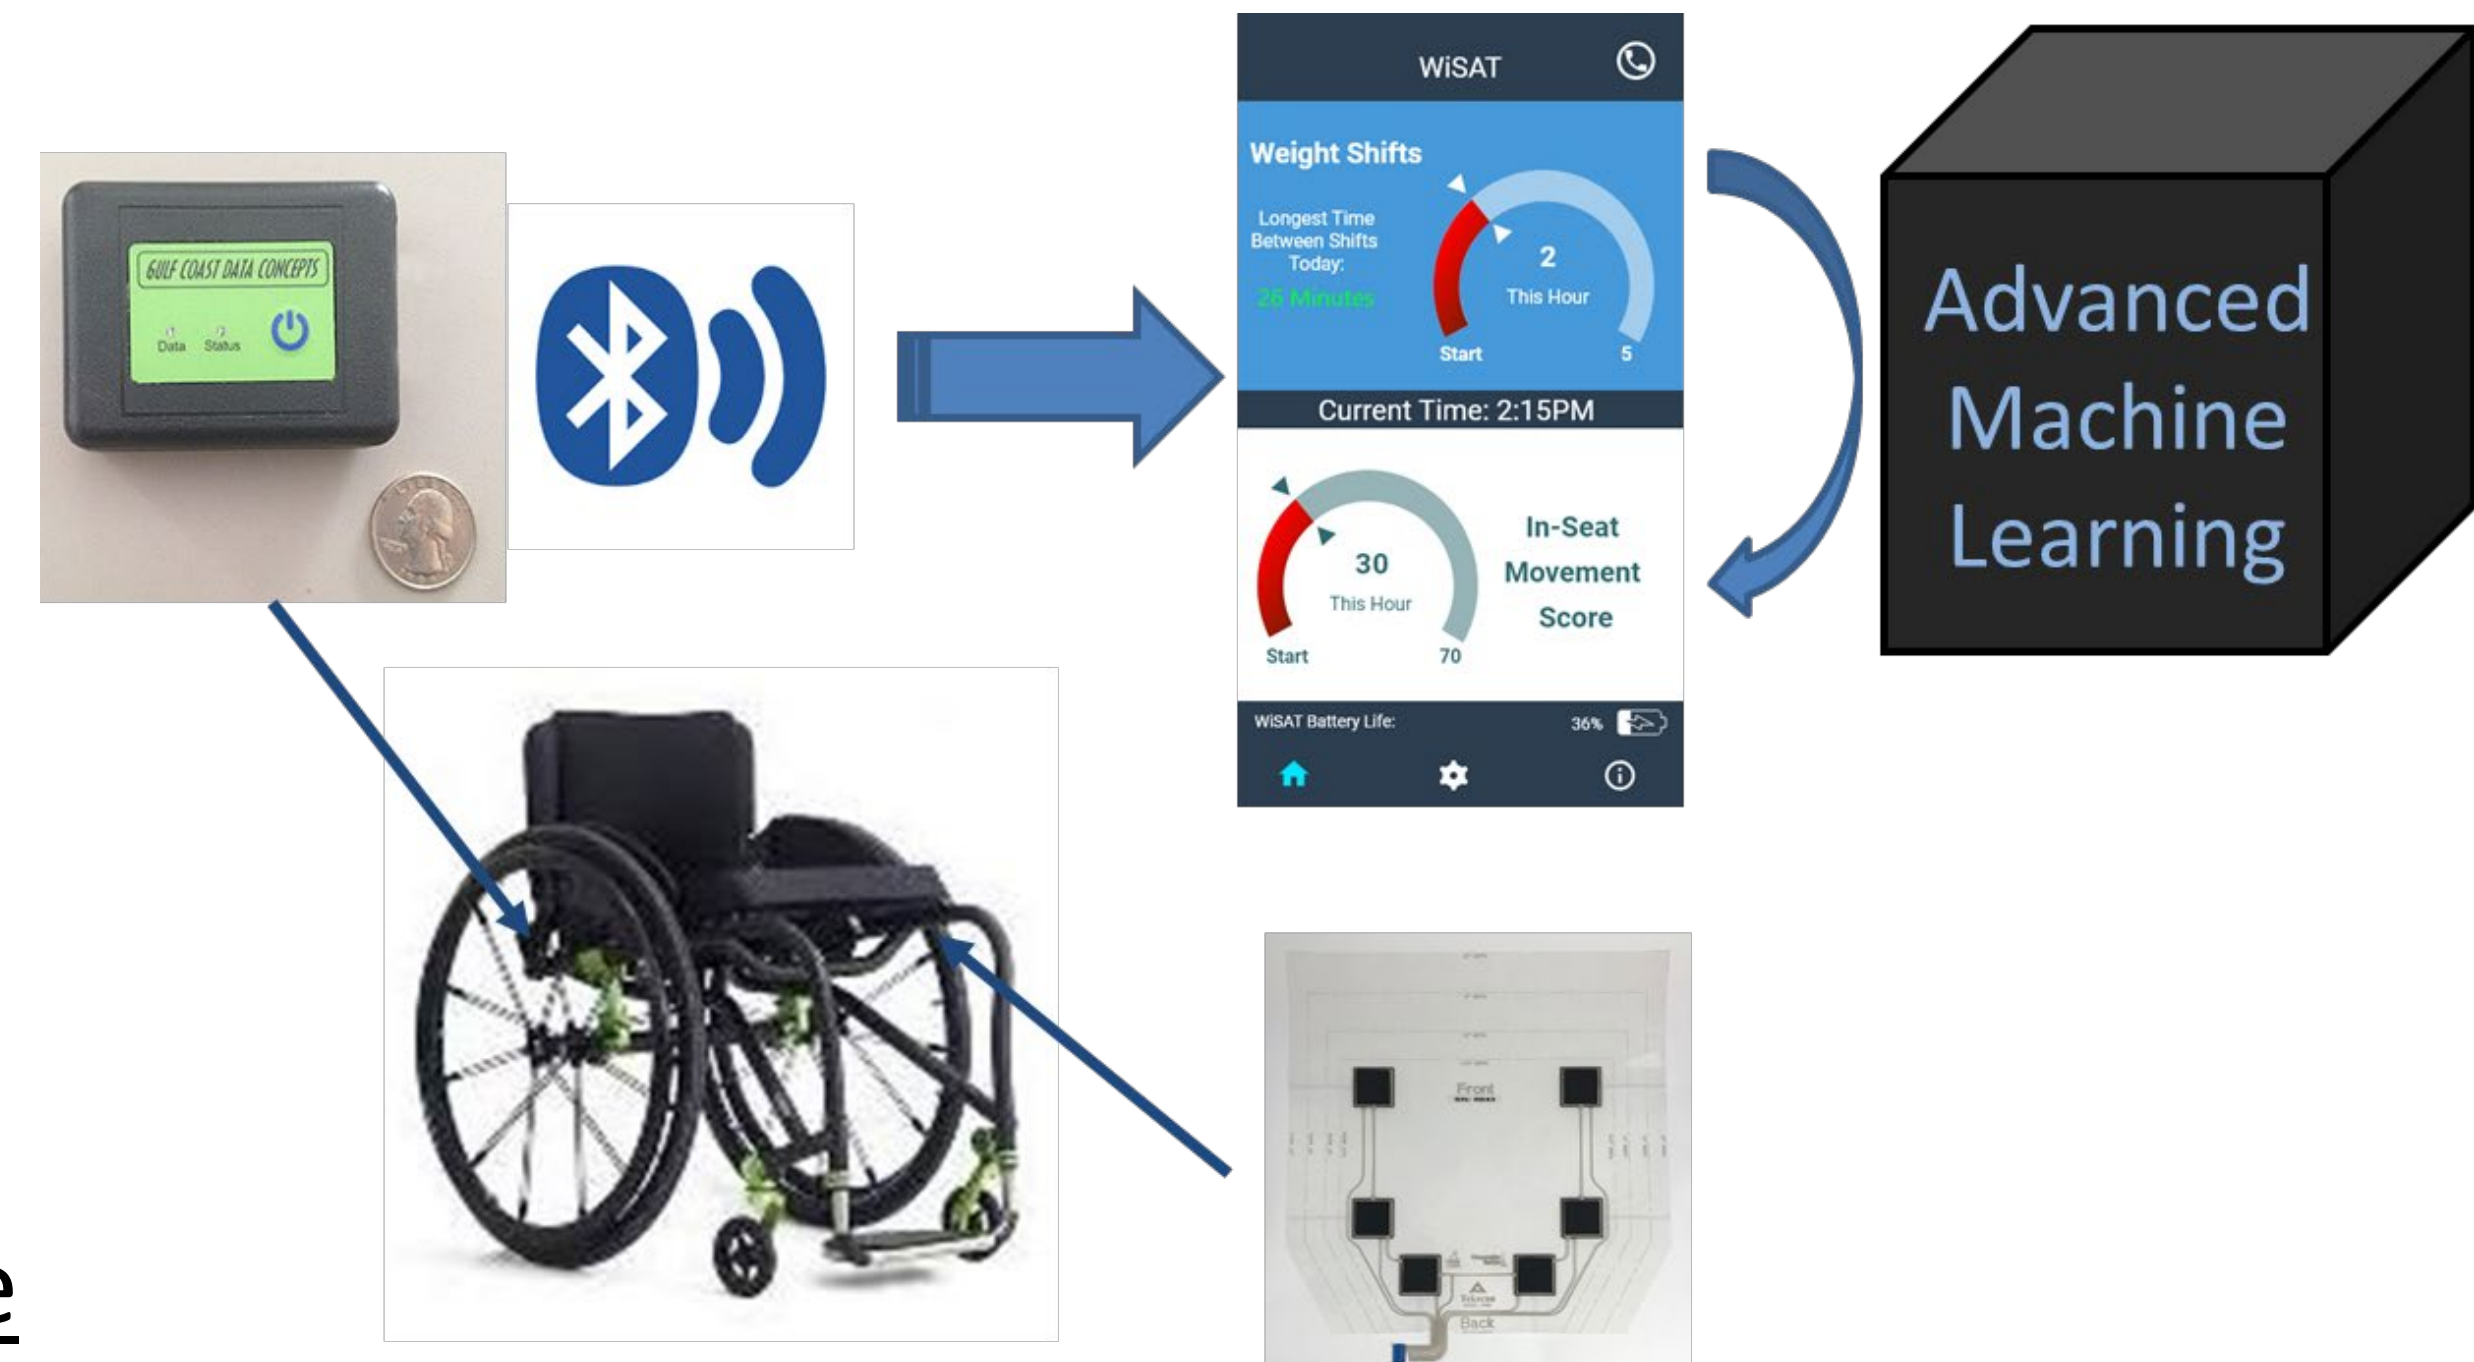 GULF COAST DATA CONCEPTS
Data Status
WiSAT
Weight Shifts
Longest Time
Between Shifts
Today:
26 Minutes
2
This Hour
Start 5
Current Time: 2:15PM
30
This Hour
Start 70
In-Seat
Movement
Score
WiSAT Battery Life: 36%
Advanced
Machine
Learning
Front
Tekscan
Back
e